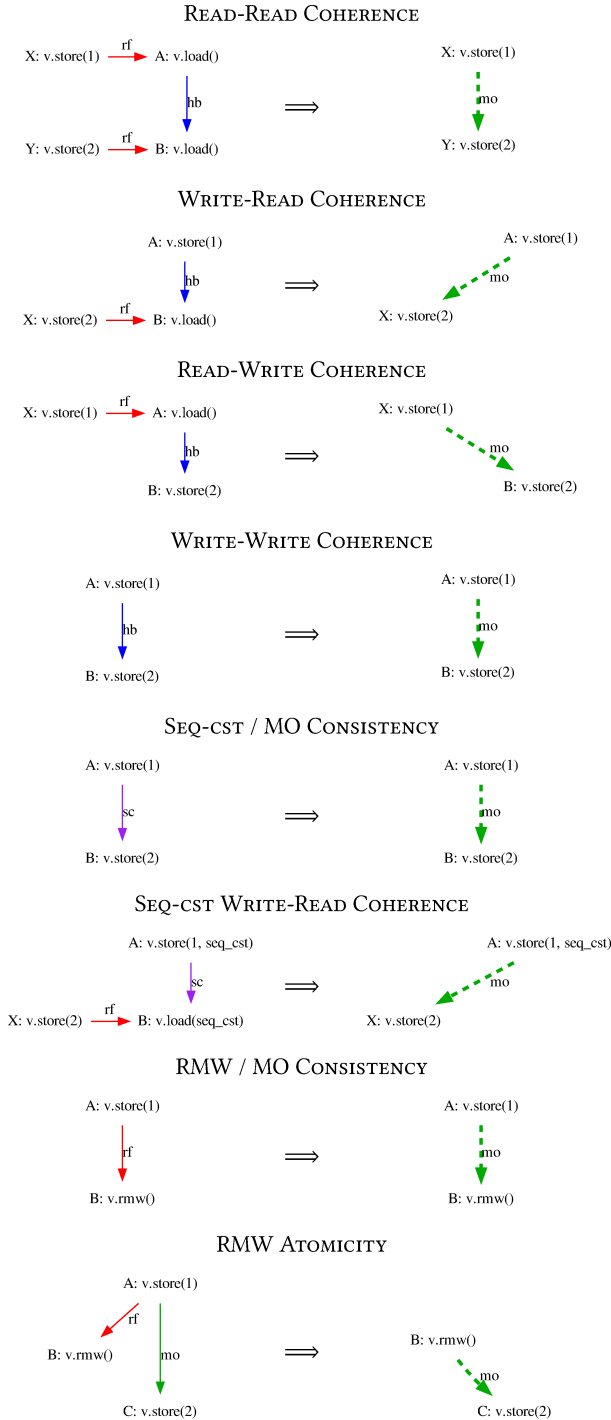 Read-Read Coherence
X: v.store(1) rf A: v.load() X: v.store(1)
hb ⟹ mo
Y: v.store(2) rf B: v.load() Y: v.store(2)
Write-Read Coherence
A: v.store(1) A: v.store(1)
hb ⟹ mo
X: v.store(2) rf B: v.load() X: v.store(2)
Read-Write Coherence
X: v.store(1) rf A: v.load() X: v.store(1)
hb ⟹ mo
B: v.store(2) B: v.store(2)
Write-Write Coherence
A: v.store(1) A: v.store(1)
hb ⟹ mo
B: v.store(2) B: v.store(2)
Seq-cst / MO Consistency
A: v.store(1) A: v.store(1)
sc ⟹ mo
B: v.store(2) B: v.store(2)
Seq-cst Write-Read Coherence
A: v.store(1, seq_cst) A: v.store(1, seq_cst)
sc ⟹ mo
X: v.store(2) rf B: v.load(seq_cst) X: v.store(2)
RMW / MO Consistency
A: v.store(1) A: v.store(1)
rf ⟹ mo
B: v.rmw() B: v.rmw()
RMW Atomicity
A: v.store(1)
rf
B: v.rmw() mo ⟹ B: v.rmw()
mo
C: v.store(2) C: v.store(2)